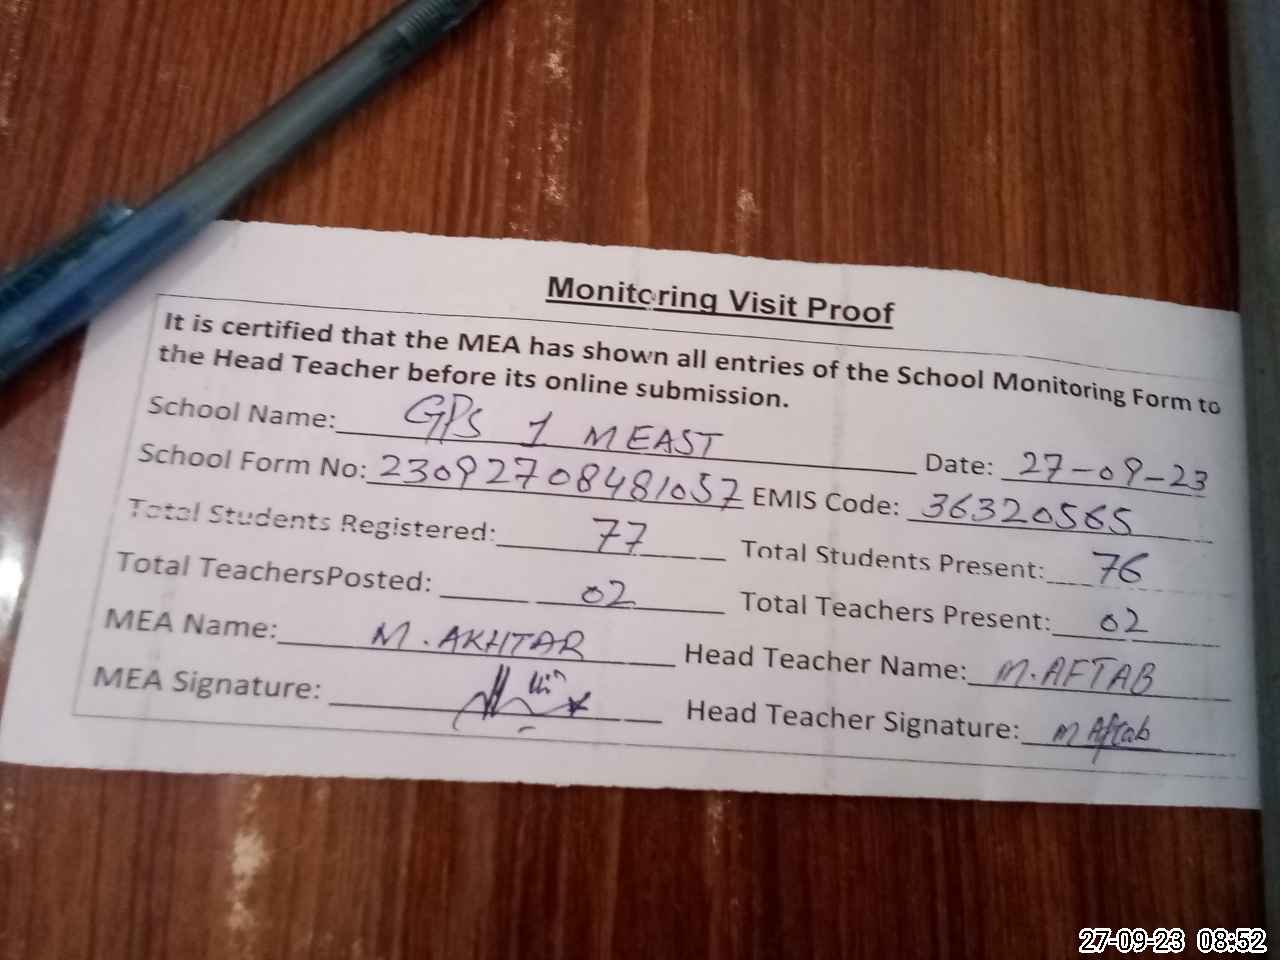 Monitoring Visit Proof
It is certified that the MEA has shown all entries of the School Monitoring Form to
the Head Teacher before its online submission.
School Name: GPS 1 MEAST Date: 27-09-23
School Form No: 23092708481057 EMIS Code: 36320565
Total Students Registered: 77 Total Students Present: 76
Total TeachersPosted: 02 Total Teachers Present: 02
MEA Name: M. AKHTAR Head Teacher Name: M. AFTAB
MEA Signature: Head Teacher Signature: M Aftab
27-09-23 08:52